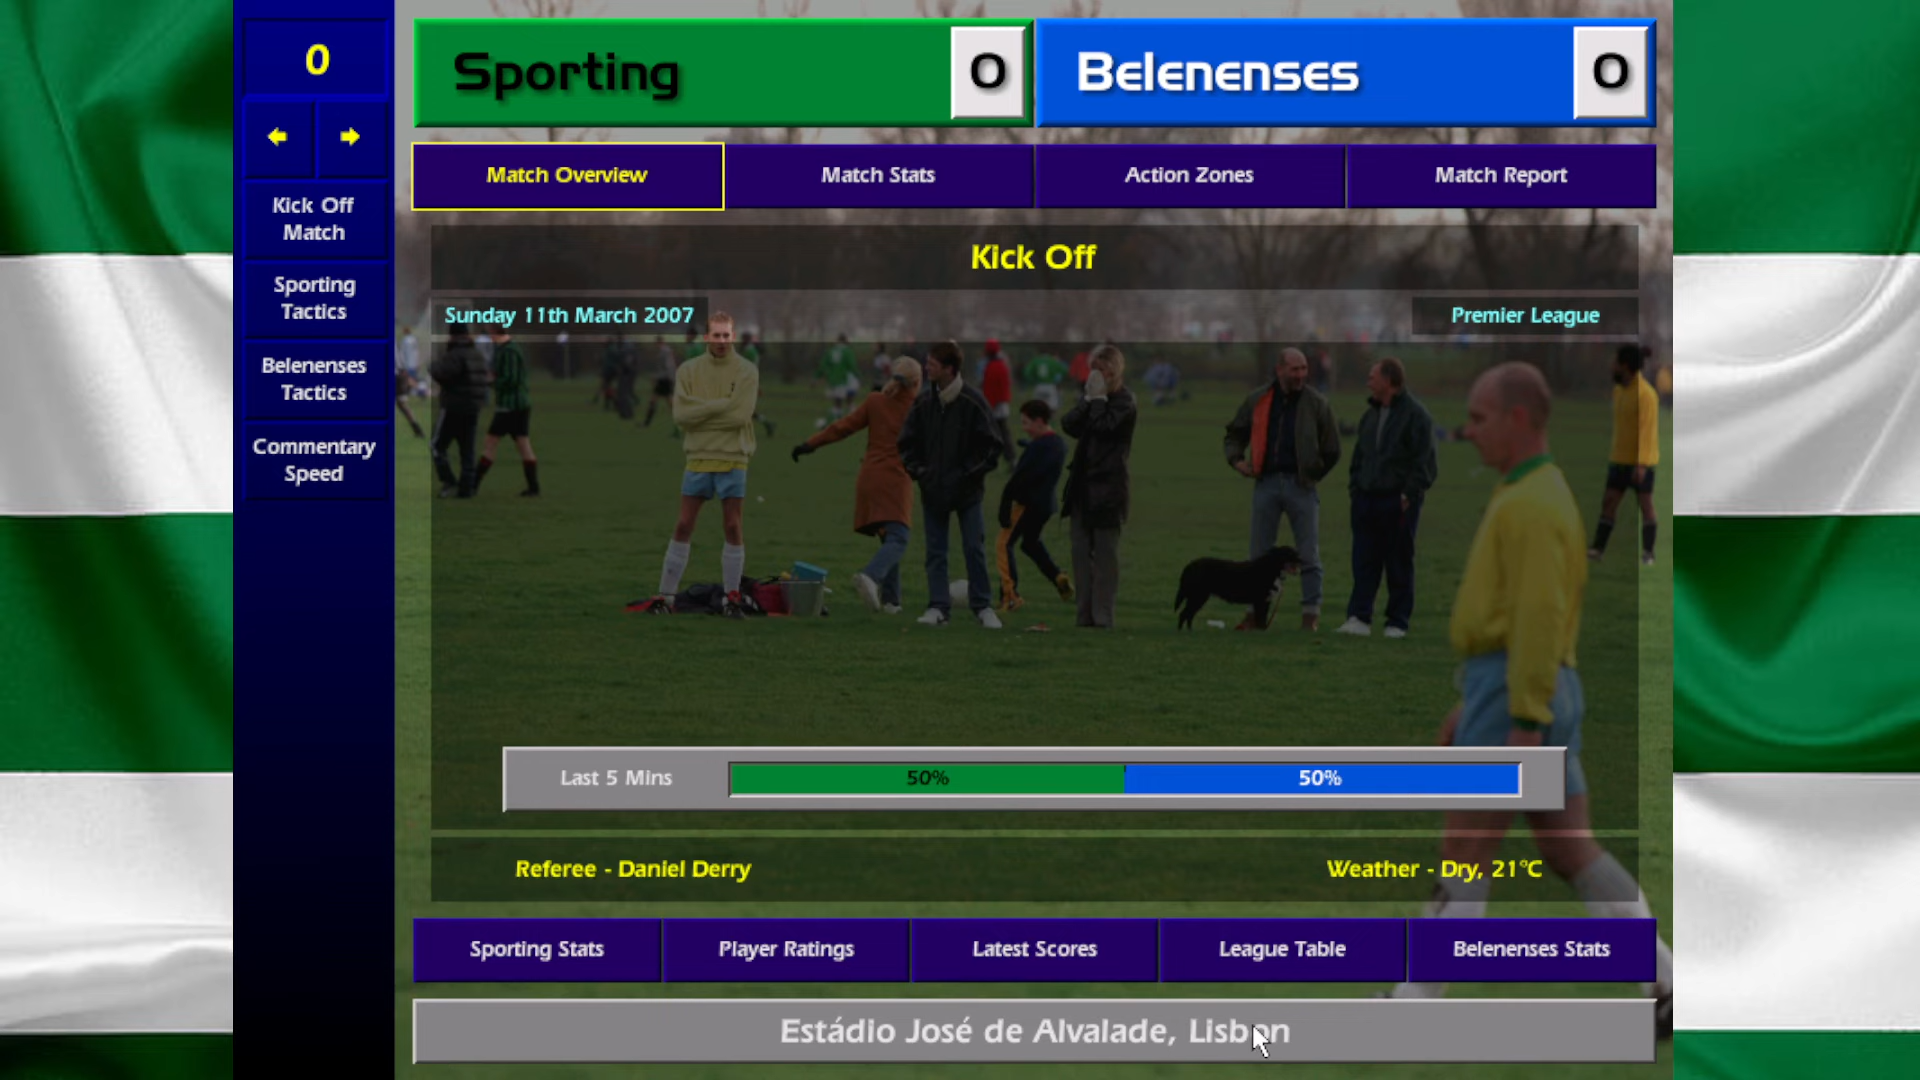 0
Sporting
0
Belenenses
0
Match Overview
Match Stats
Action Zones
Match Report
Kick Off
Match
Sporting
Tactics
Belenenses
Tactics
Commentary
Speed
Kick Off
Sunday 11th March 2007
Premier League
Last 5 Mins
50%
50%
Referee - Daniel Derry
Weather - Dry, 21°C
Sporting Stats
Player Ratings
Latest Scores
League Table
Belenenses Stats
Estádio José de Alvalade, Lisbon